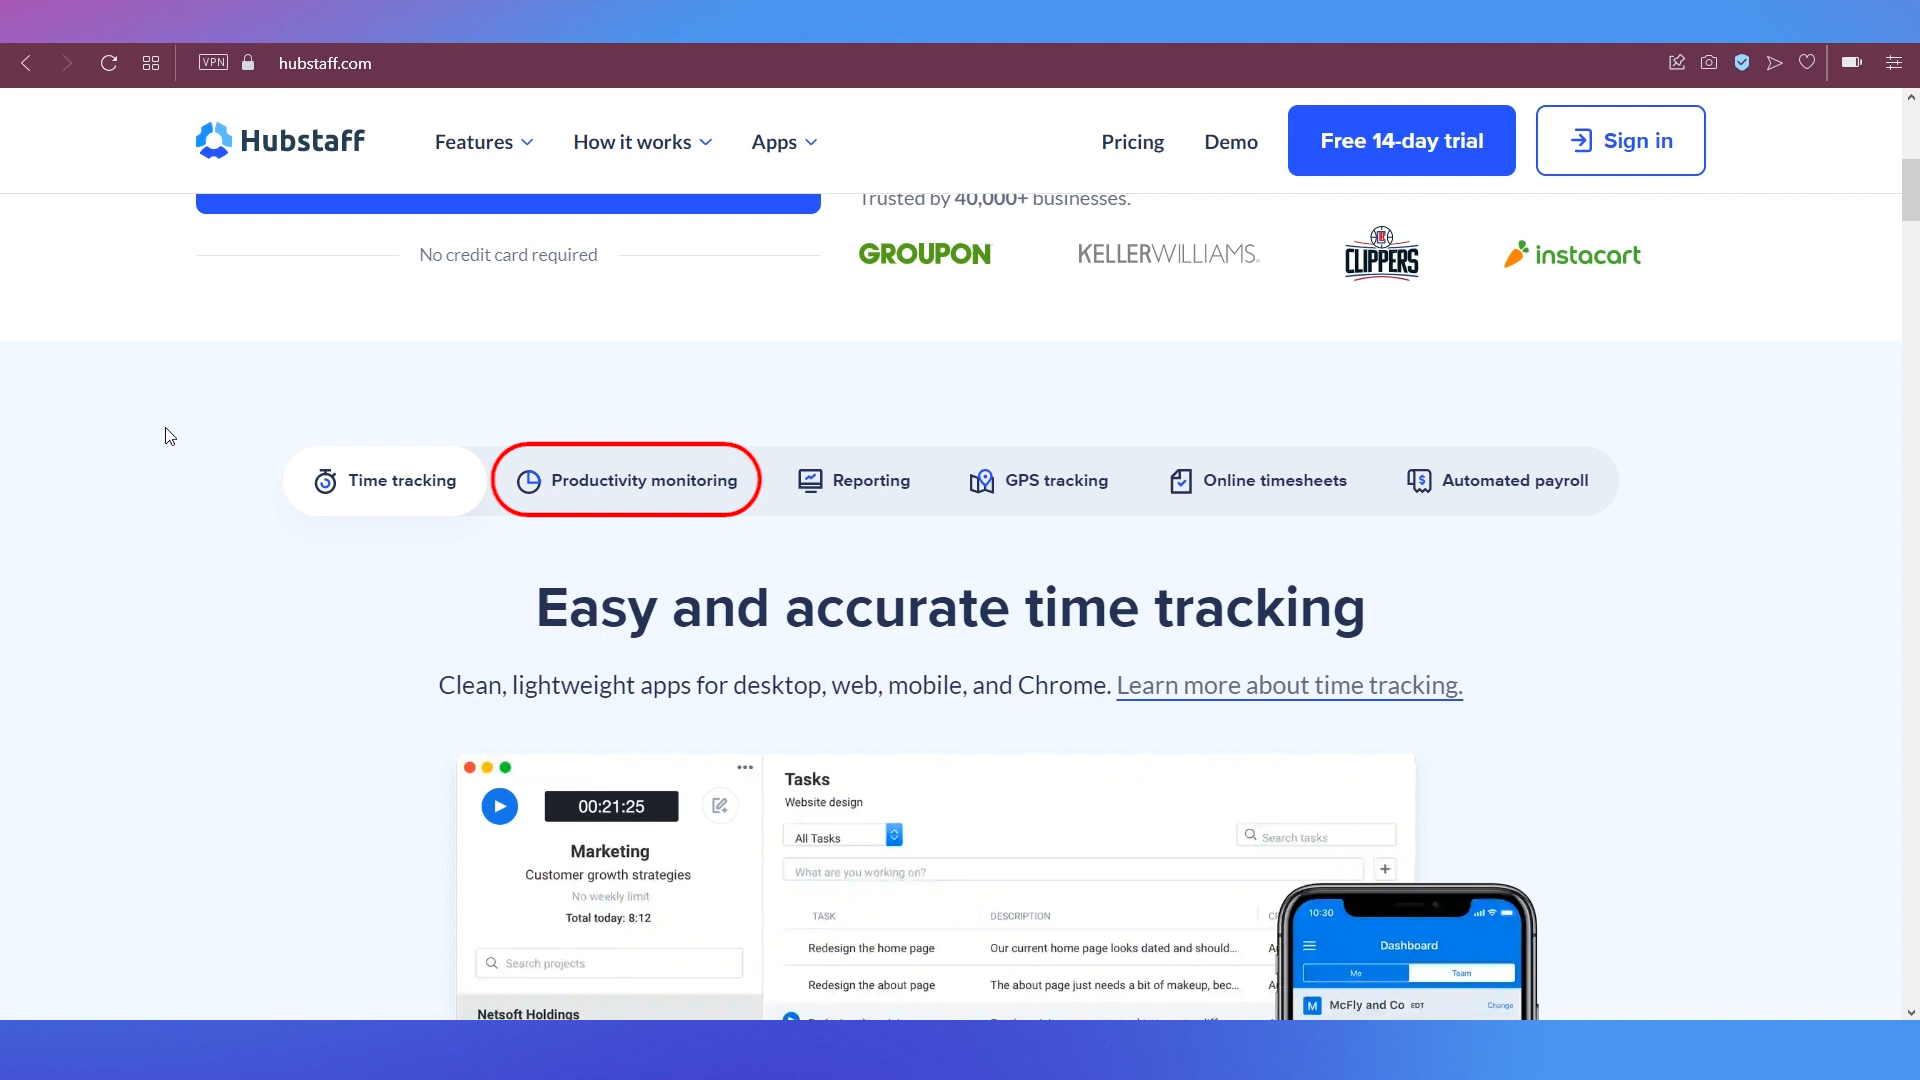 VPN
hubstaff.com
Hubstaff
Features
How it works
Apps
Pricing
Demo
Free 14-day trial
Sign in
Trusted by 40,000+ businesses.
No credit card required
GROUPON
KELLERWILLIAMS.
CLIPPERS
instacart
Time tracking
Productivity monitoring
Reporting
GPS tracking
Online timesheets
Automated payroll
Easy and accurate time tracking
Clean, lightweight apps for desktop, web, mobile, and Chrome. Learn more about time tracking.
00:21:25
Marketing
Customer growth strategies
No weekly limit
Total today: 8:12
Search projects
Netsoft Holdings
Tasks
Website design
All Tasks
Search tasks
What are you working on?
TASK DESCRIPTION
Redesign the home page Our current home page looks dated and should...
Redesign the about page The about page just needs a bit of makeup, bec...
10:30
Dashboard
Me Team
M McFly and Co EDT Change